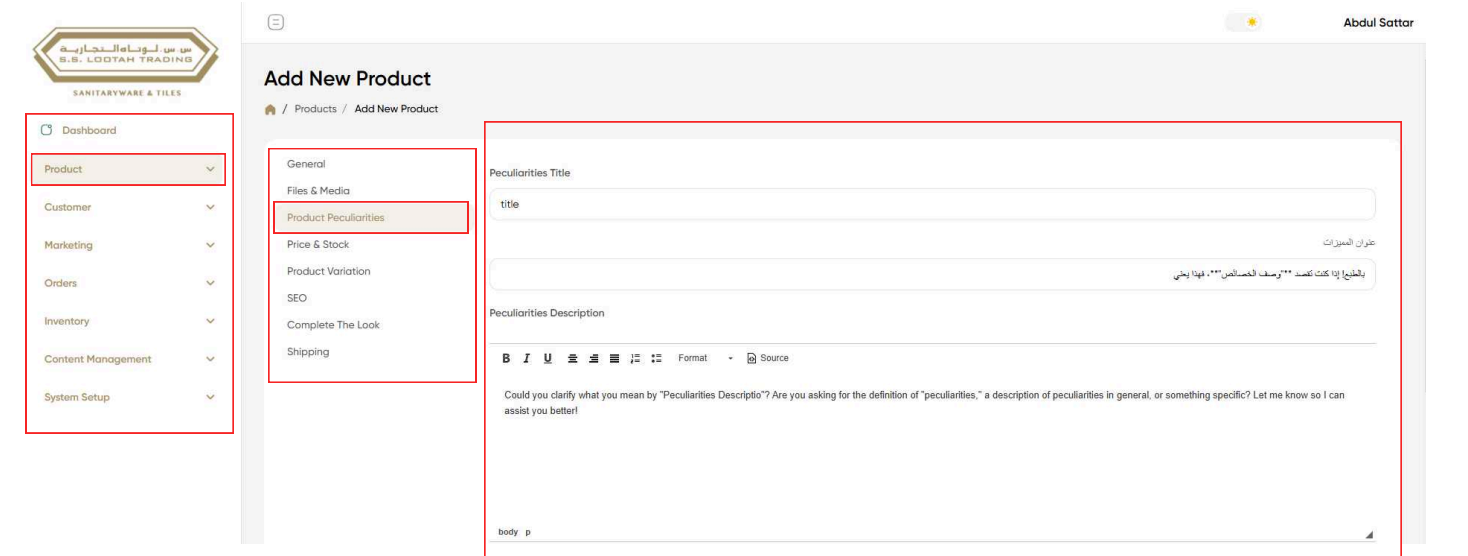 س.س.لــوتــاه الـــتـجـاريــة
S.S. LOOTAH TRADING
SANITARYWARE & TILES
Dashboard
Product
Customer
Marketing
Orders
Inventory
Content Management
System Setup
Abdul Sattar
Add New Product
/ Products / Add New Product
General
Files & Media
Product Peculiarities
Price & Stock
Product Variation
SEO
Complete The Look
Shipping
Peculiarities Title
title
عنوان المميزات
بالطبع! إذا كنت تقصد **"وصف الخصائص"**، فهذا يعني
Peculiarities Description
B I U Format Source
Could you clarify what you mean by "Peculiarities Descriptio"? Are you asking for the definition of "peculiarities," a description of peculiarities in general, or something specific? Let me know so I can
assist you better!
body p